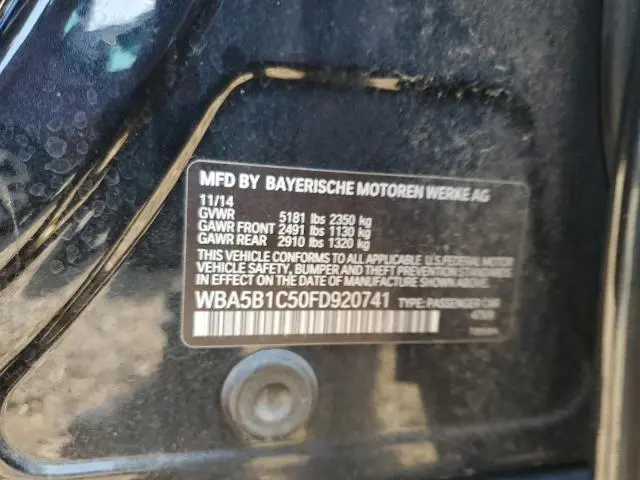 MFD BY BAYERISCHE MOTOREN WERKE AG
11/14
GVWR 5181 lbs 2350 kg
GAWR FRONT 2491 lbs 1130 kg
GAWR REAR 2910 lbs 1320 kg
THIS VEHICLE CONFORMS TO ALL APPLICABLE U.S. FEDERAL MOTOR
VEHICLE SAFETY, BUMPER AND THEFT PREVENTION STANDARDS
IN EFFECT ON THE DATE OF MANUFACTURE SHOWN ABOVE.
WBA5B1C50FD920741 TYPE: PASSENGER CAR